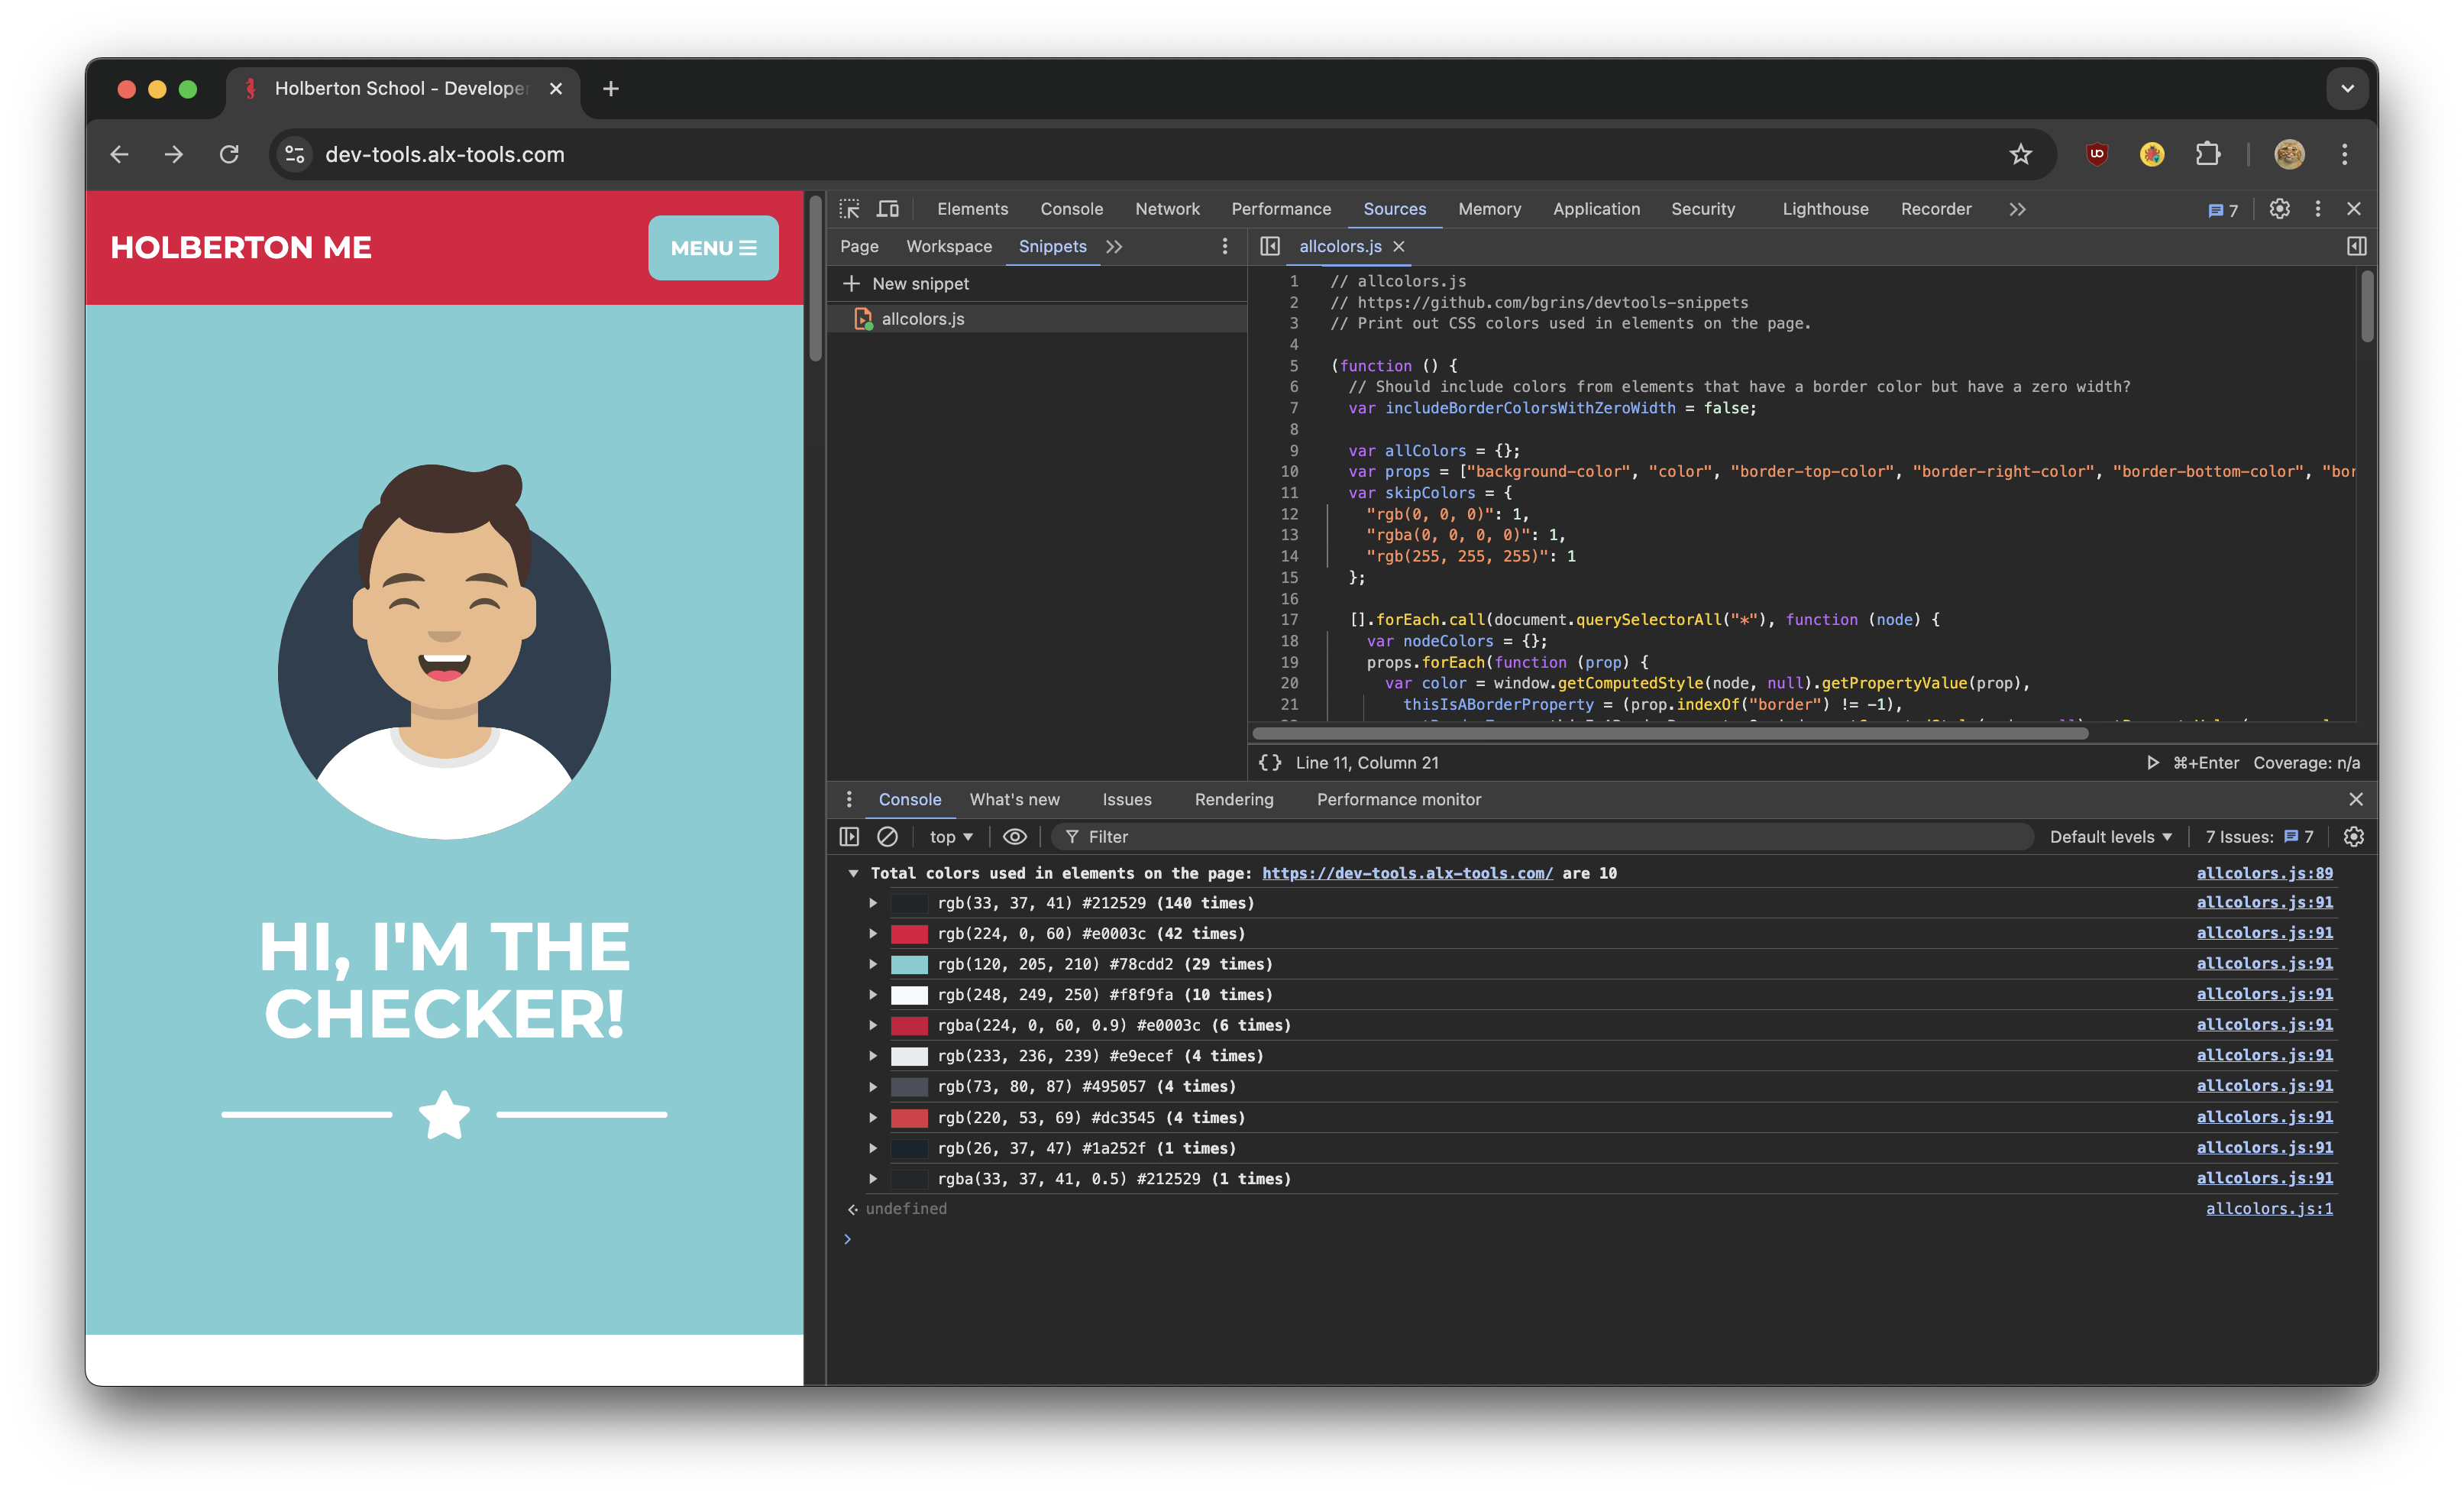 Holberton School - Developer
dev-tools.alx-tools.com
HOLBERTON ME
MENU
HI, I'M THE
CHECKER!
Elements Console Network Performance Sources Memory Application Security Lighthouse Recorder 7
Page Workspace Snippets
allcolors.js
New snippet
allcolors.js
1 // allcolors.js
2 // https://github.com/bgrins/devtools-snippets
3 // Print out CSS colors used in elements on the page.
4
5 (function () {
6 // Should include colors from elements that have a border color but have a zero width?
7 var includeBorderColorsWithZeroWidth = false;
8
9 var allColors = {};
10 var props = ["background-color", "color", "border-top-color", "border-right-color", "border-bottom-color", "bor
11 var skipColors = {
12 "rgb(0, 0, 0)": 1,
13 "rgba(0, 0, 0, 0)": 1,
14 "rgb(255, 255, 255)": 1
15 };
16
17 [].forEach.call(document.querySelectorAll("*"), function (node) {
18 var nodeColors = {};
19 props.forEach(function (prop) {
20 var color = window.getComputedStyle(node, null).getPropertyValue(prop),
21 thisIsABorderProperty = (prop.indexOf("border") != -1),
{} Line 11, Column 21 ⌘+Enter Coverage: n/a
Console What's new Issues Rendering Performance monitor
top Filter Default levels 7 Issues: 7
Total colors used in elements on the page: https://dev-tools.alx-tools.com/ are 10 allcolors.js:89
rgb(33, 37, 41) #212529 (140 times) allcolors.js:91
rgb(224, 0, 60) #e0003c (42 times) allcolors.js:91
rgb(120, 205, 210) #78cdd2 (29 times) allcolors.js:91
rgb(248, 249, 250) #f8f9fa (10 times) allcolors.js:91
rgba(224, 0, 60, 0.9) #e0003c (6 times) allcolors.js:91
rgb(233, 236, 239) #e9ecef (4 times) allcolors.js:91
rgb(73, 80, 87) #495057 (4 times) allcolors.js:91
rgb(220, 53, 69) #dc3545 (4 times) allcolors.js:91
rgb(26, 37, 47) #1a252f (1 times) allcolors.js:91
rgba(33, 37, 41, 0.5) #212529 (1 times) allcolors.js:91
undefined allcolors.js:1